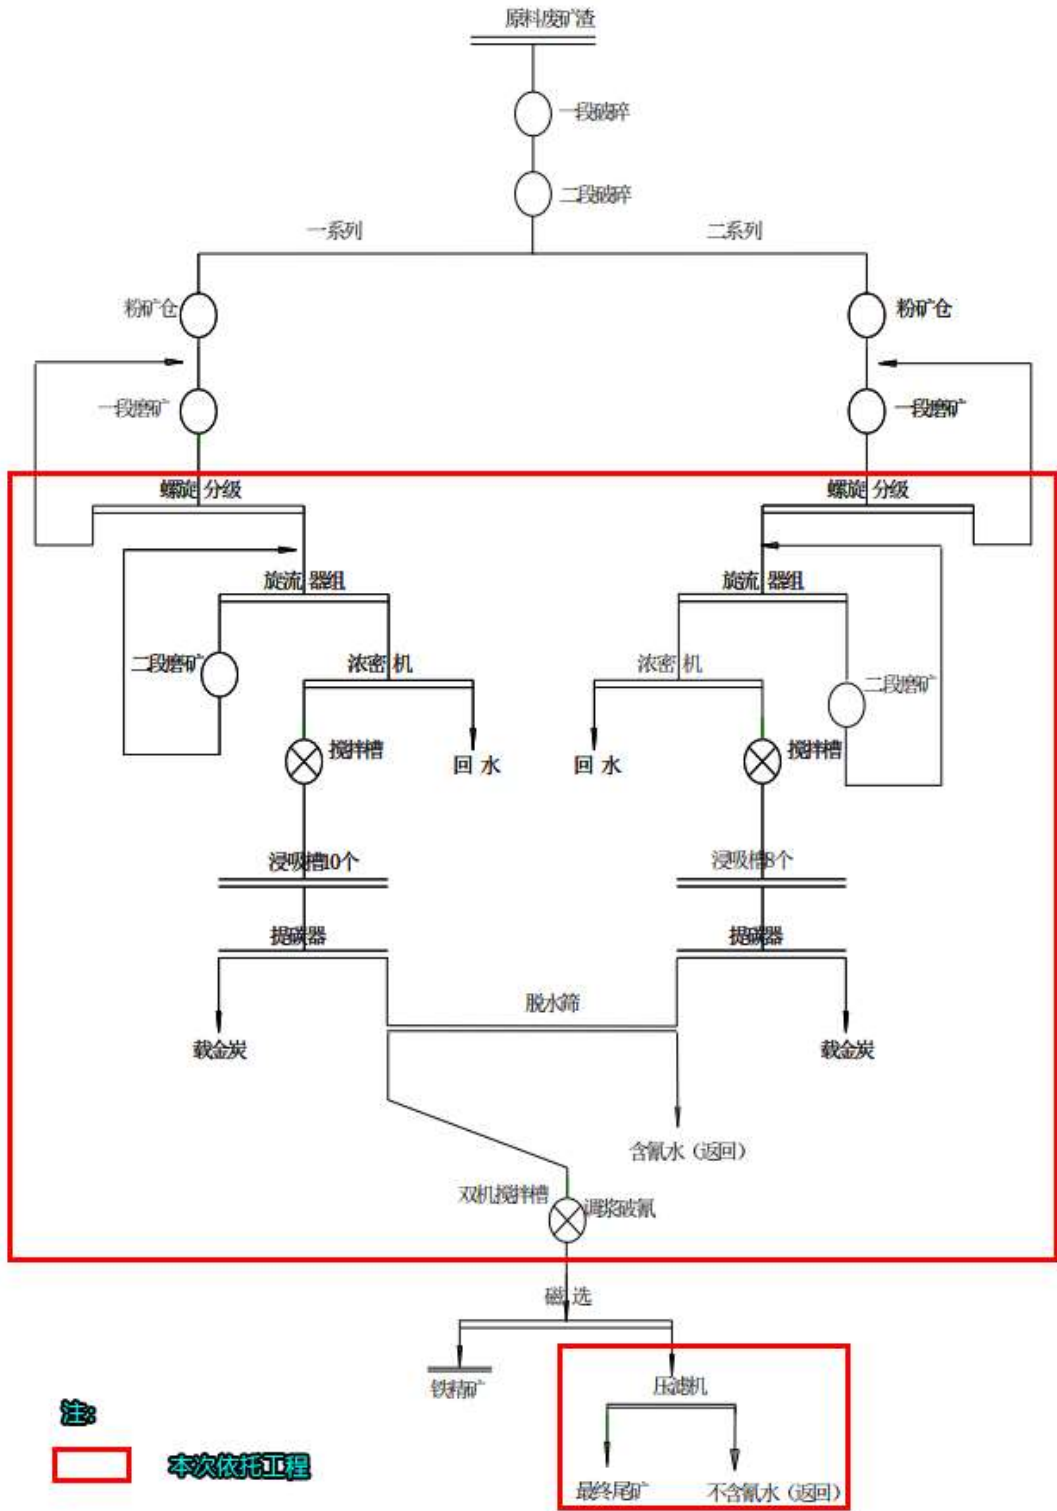 原料废矿渣
一段破碎
二段破碎
一系列
二系列
粉矿仓
粉矿仓
一段磨矿
一段磨矿
螺旋分级
螺旋分级
旋流器组
旋流器组
二段磨矿
浓密机
浓密机
二段磨矿
搅拌槽
回水
回水
搅拌槽
浸吸槽10个
浸吸槽8个
提碳器
提碳器
脱水筛
载金炭
载金炭
含氰水（返回）
双机搅拌槽
调浆破氰
磁选
铁精矿
压滤机
注:
本次依托工程
最终尾矿
不含氰水（返回）